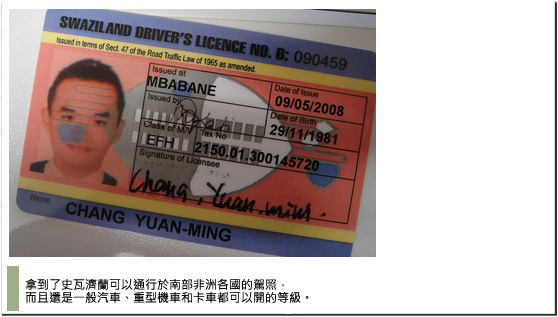 SWAZILAND DRIVER'S LICENCE NO. B: 090459
Issued in terms of Sect. 47 of the Road Traffic Law of 1965 as amended.
Issued at
MBABANE
Date of Issue
09/05/2008
Issued by
Date of Birth
29/11/1981
Class of M/V
EFH
Tax No
2150.01.300145720
Signature of Licensee
Chang, Yuan-ming.
Name
CHANG YUAN-MING
拿到了史瓦濟蘭可以通行於南部非洲各國的駕照，
而且還是一般汽車、重型機車和卡車都可以開的等級。